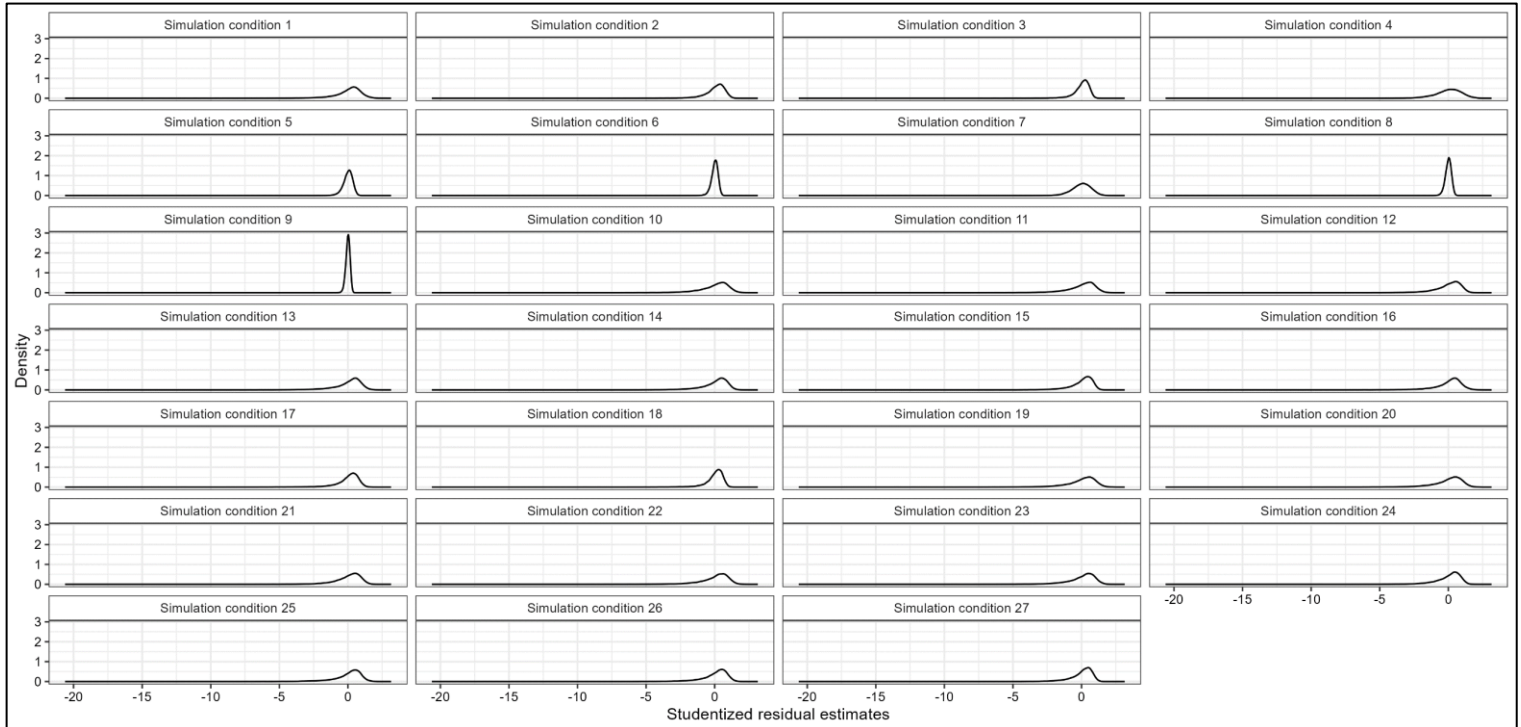 Simulation condition 1 Simulation condition 2 Simulation condition 3 Simulation condition 4
3
2
1
0
Simulation condition 5 Simulation condition 6 Simulation condition 7 Simulation condition 8
3
2
1
0
Simulation condition 9 Simulation condition 10 Simulation condition 11 Simulation condition 12
3
2
1
0
Simulation condition 13 Simulation condition 14 Simulation condition 15 Simulation condition 16
3
2
1
0
Density
Simulation condition 17 Simulation condition 18 Simulation condition 19 Simulation condition 20
3
2
1
0
Simulation condition 21 Simulation condition 22 Simulation condition 23 Simulation condition 24
3
2
1
0
-20 -15 -10 -5 0
Simulation condition 25 Simulation condition 26 Simulation condition 27
3
2
1
0
-20 -15 -10 -5 0 -20 -15 -10 -5 0 -20 -15 -10 -5 0
Studentized residual estimates